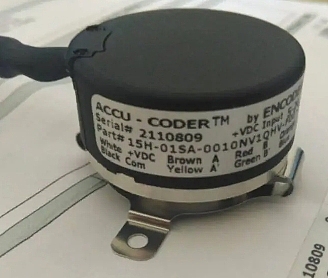 ACCU - CODER™ by ENCOD
Serial# 2110809 +VDC Input
Part# 15H-01SA-0010NV1QHV-
White +VDC Brown A Red B
Black Com Yellow A' Green B'
10809